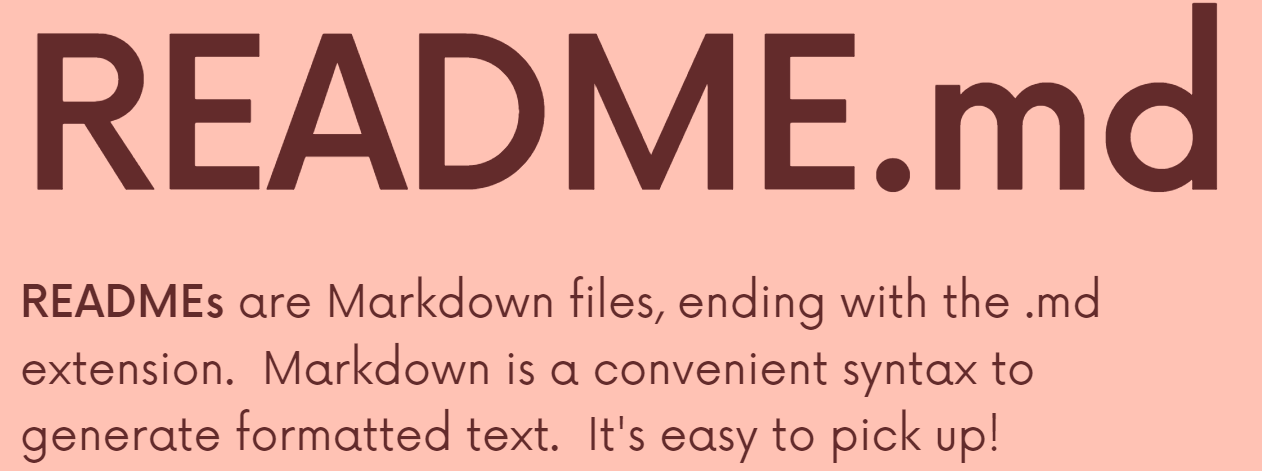 README.md
READMEs are Markdown files, ending with the .md
extension.  Markdown is a convenient syntax to
generate formatted text.  It's easy to pick up!